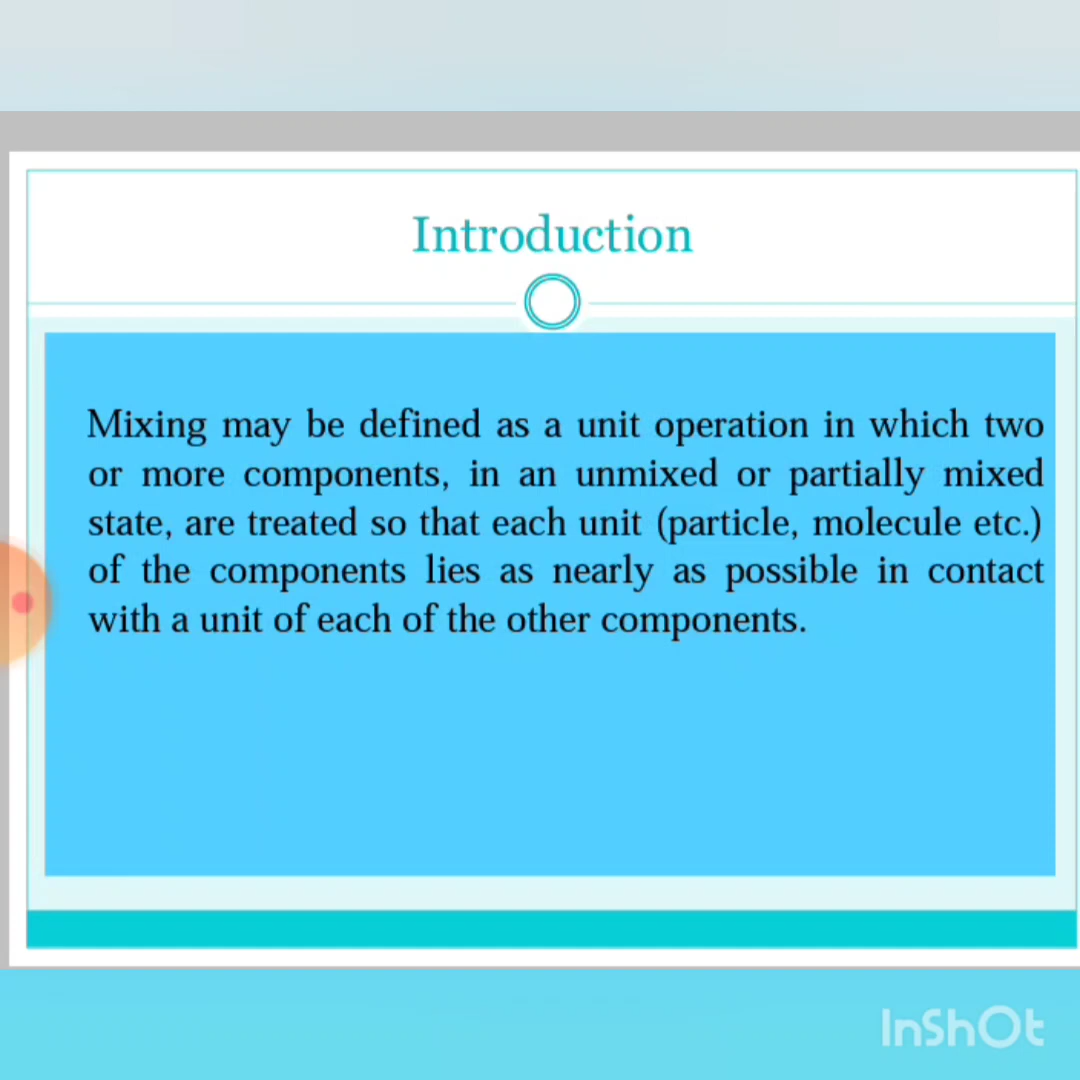 Introduction
Mixing may be defined as a unit operation in which two
or more components, in an unmixed or partially mixed
state, are treated so that each unit (particle, molecule etc.)
of the components lies as nearly as possible in contact
with a unit of each of the other components.
InShOt